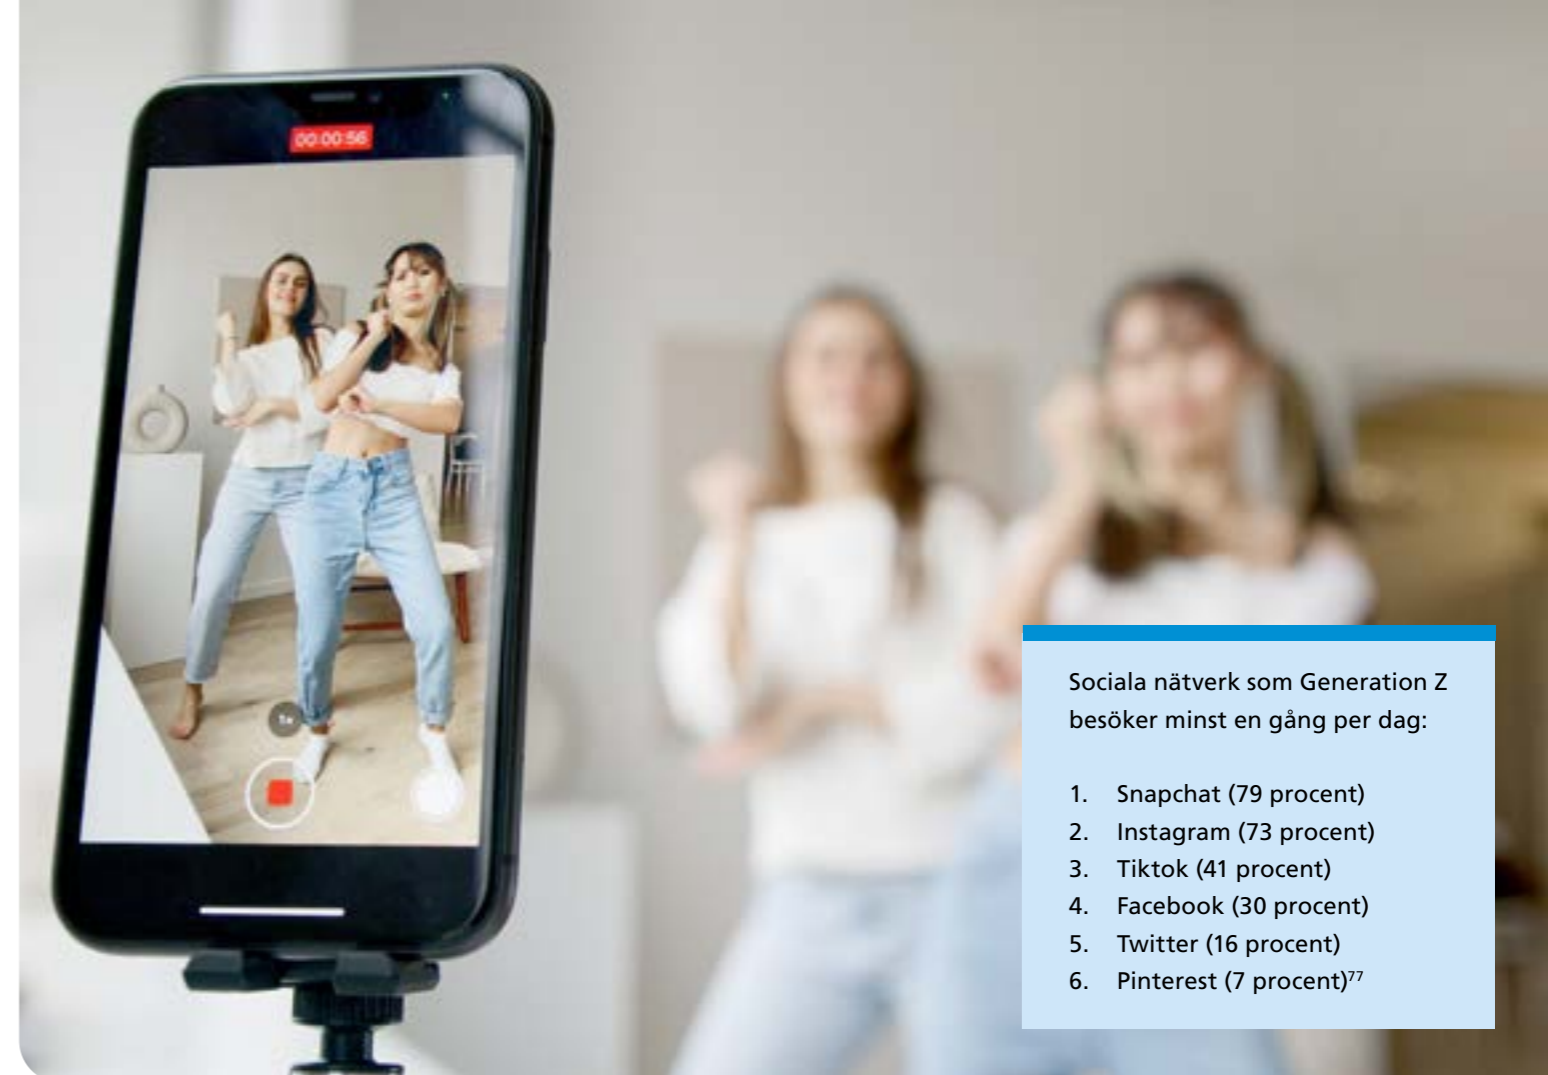 00:00:56
1x
Sociala nätverk som Generation Z
besöker minst en gång per dag:
1. Snapchat (79 procent)
2. Instagram (73 procent)
3. Tiktok (41 procent)
4. Facebook (30 procent)
5. Twitter (16 procent)
6. Pinterest (7 procent)⁷⁷